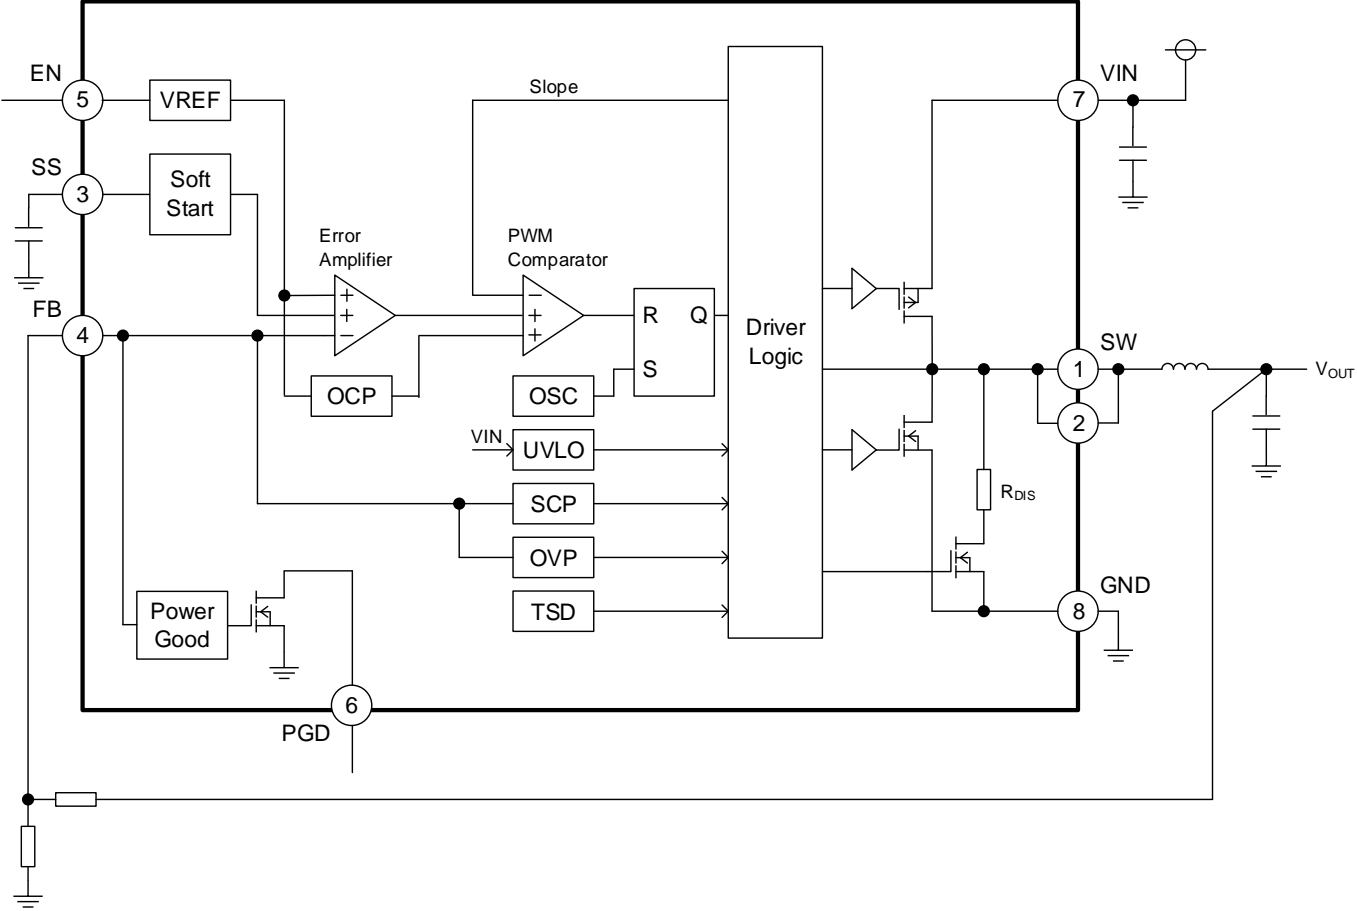 EN
5
VREF
Slope
VIN
7
SS
3
Soft
Start
Error
Amplifier
PWM
Comparator
FB
4
+
+
−
−
+
+
R
Q
S
Driver
Logic
SW
1
2
VOUT
OCP
OSC
VIN
UVLO
SCP
OVP
TSD
RDIS
GND
8
Power
Good
6
PGD